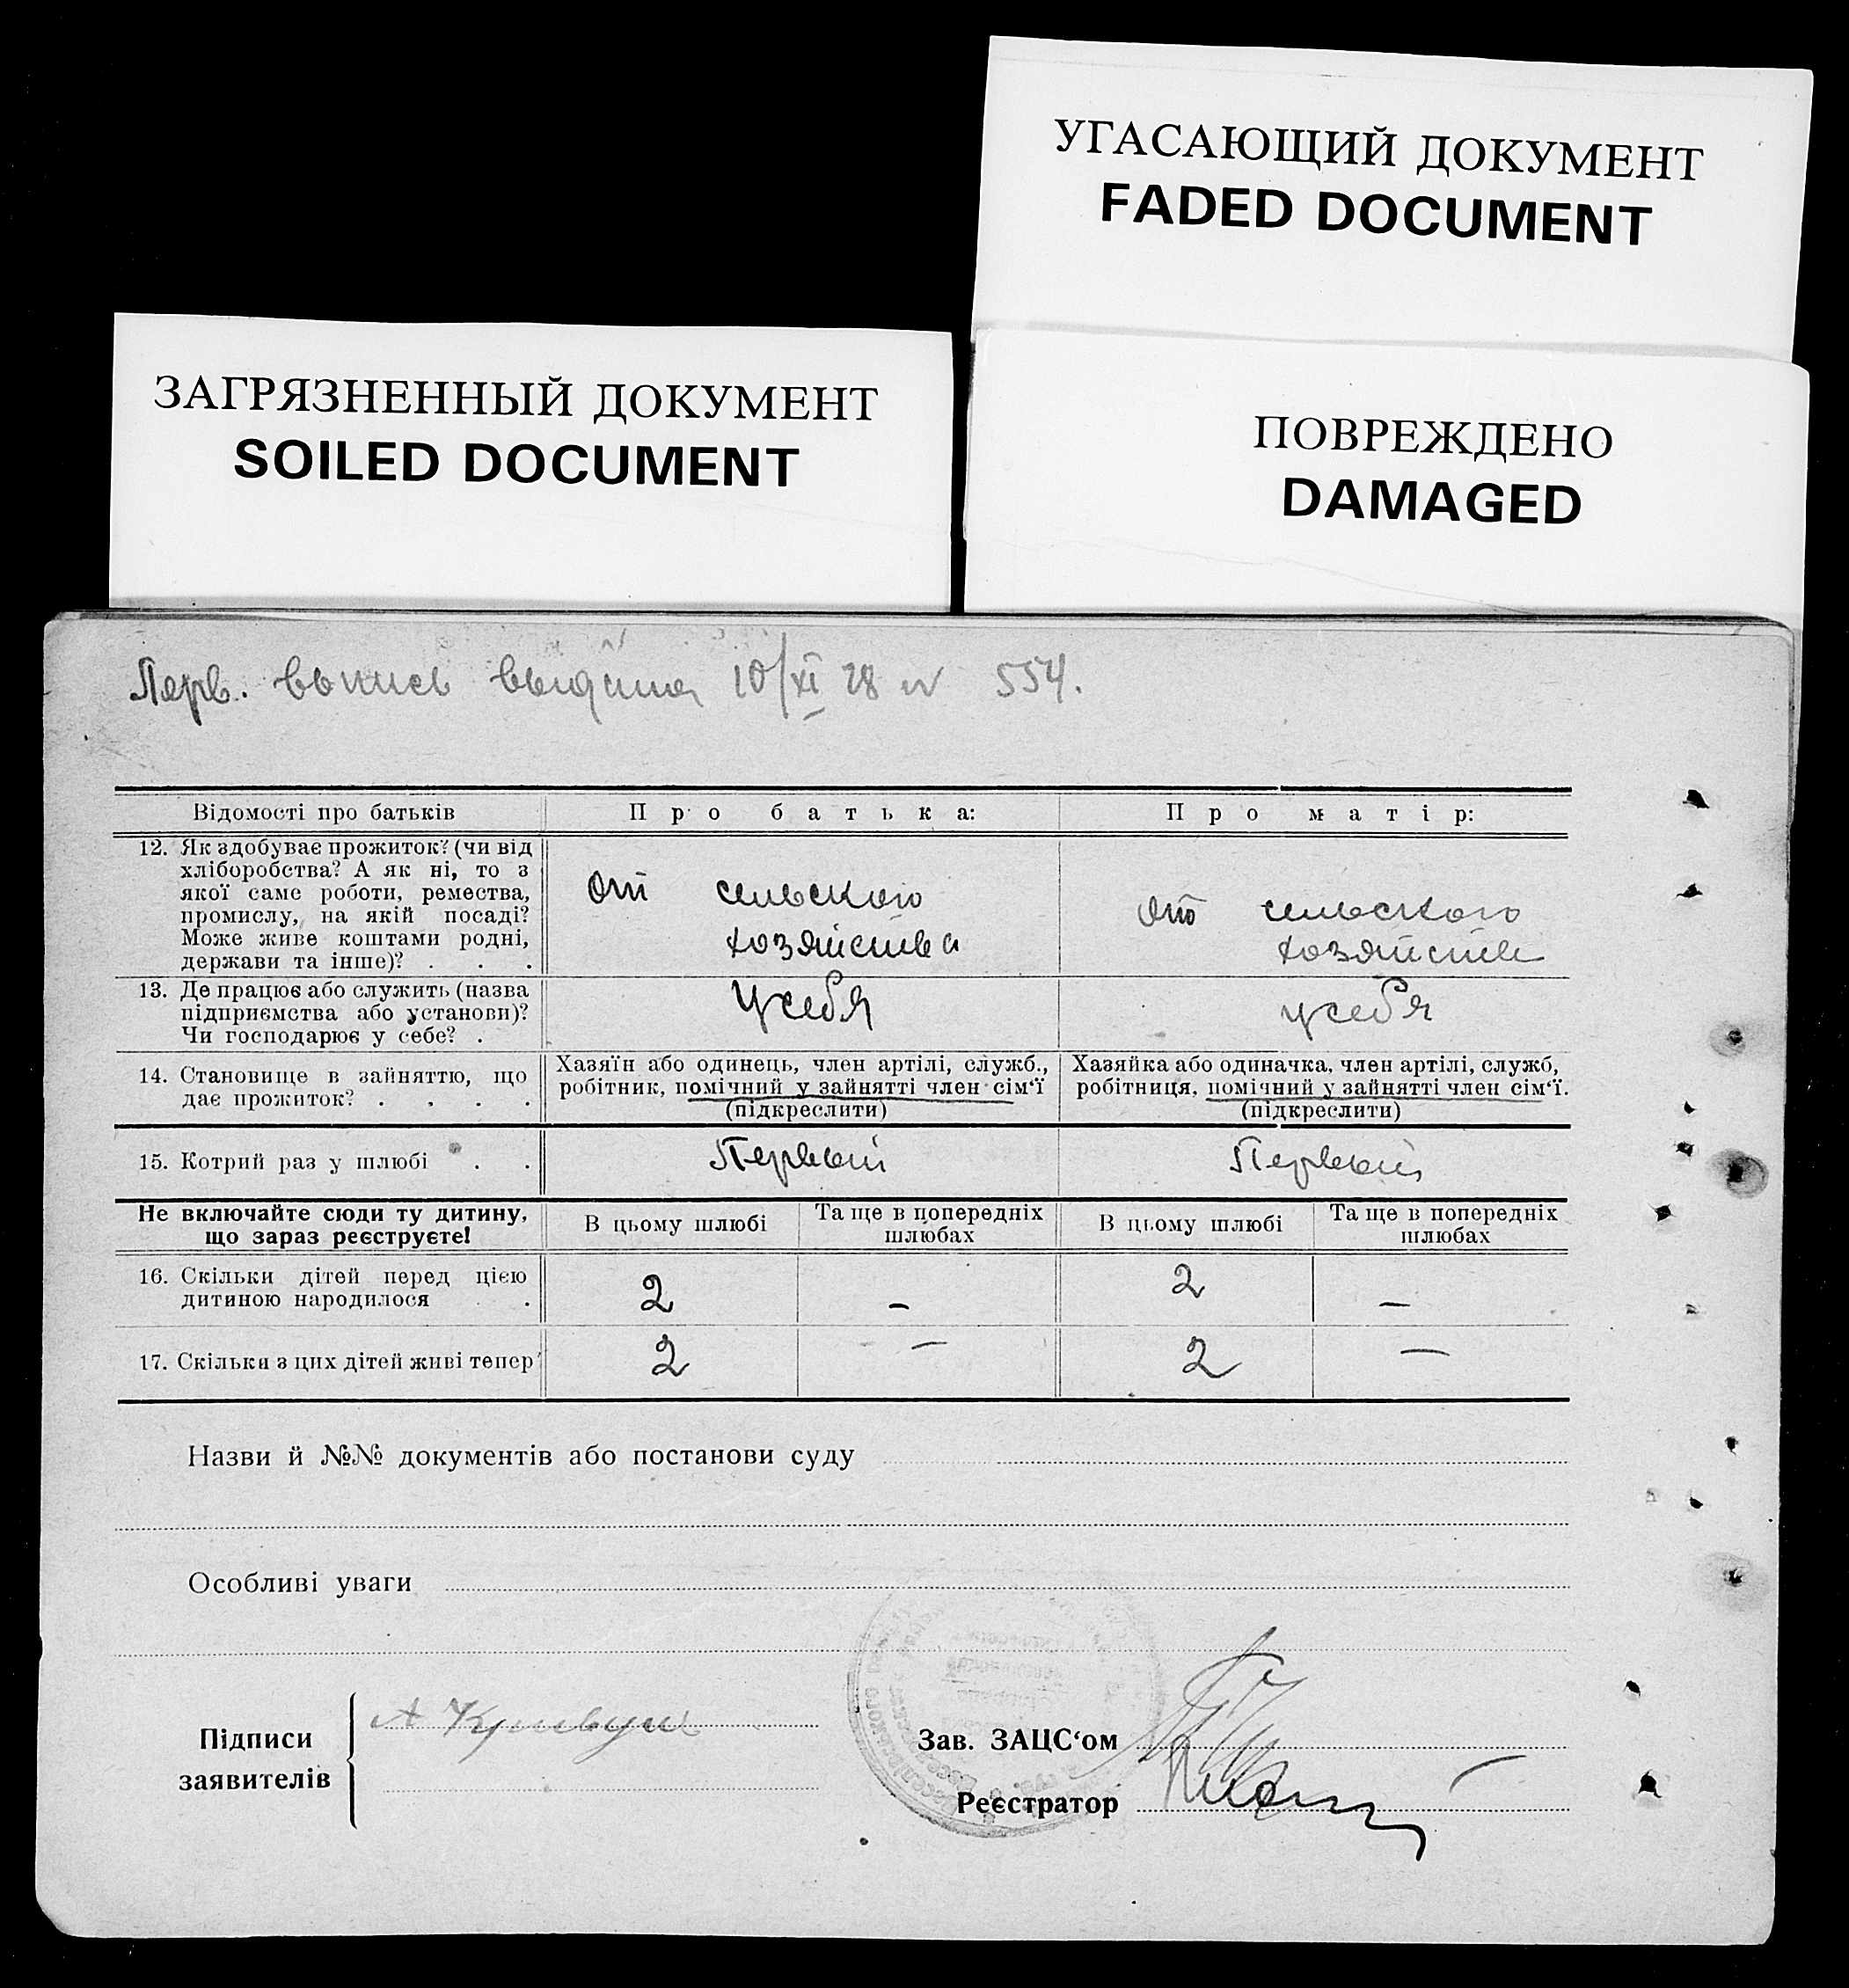 УГАСАЮЩИЙ ДОКУМЕНТ
FADED DOCUMENT
ЗАГРЯЗНЕННЫЙ ДОКУМЕНТ
SOILED DOCUMENT
ПОВРЕЖДЕНО
DAMAGED
Перв. выпись выдана 10/XI 28 № 554.
Відомості про батьків
Про батька:
Про матір:
12. Як здобуває прожиток? (чи від
хліборобства? А як ні, то з
якої саме роботи, ремества,
промислу, на якій посаді?
Може живе коштами родні,
держави та інше)? . . .
От сельского
хозяйства
От сельского
хозяйства
13. Де працює або служить (назва
підприємства або установи)?
Чи господарює у себе? .
У себя
у себя
14. Становище в зайняттю, що
дає прожиток? . . . .
Хазяїн або одинець, член артілі, служб.,
робітник, помічний у зайнятті член сім'ї
(підкреслити)
Хазяйка або одиначка, член артілі, служб,
робітниця, помічний у зайнятті член сім'ї.
(підкреслити)
15. Котрий раз у шлюбі . .
Первый
Первый
Не включайте сюди ту дитину,
що зараз реєструєте!
В цьому шлюбі
Та ще в попередніх
шлюбах
В цьому шлюбі
Та ще в попередніх
шлюбах
16. Скільки дітей перед цією
дитиною народилося .
2 – 2 –
17. Скільки з цих дітей живі тепер
2 – 2 –
Назви й №№ документів або постанови суду
Особливі уваги
Підписи
заявителів
А
Зав. ЗАЦС'ом
Реєстратор